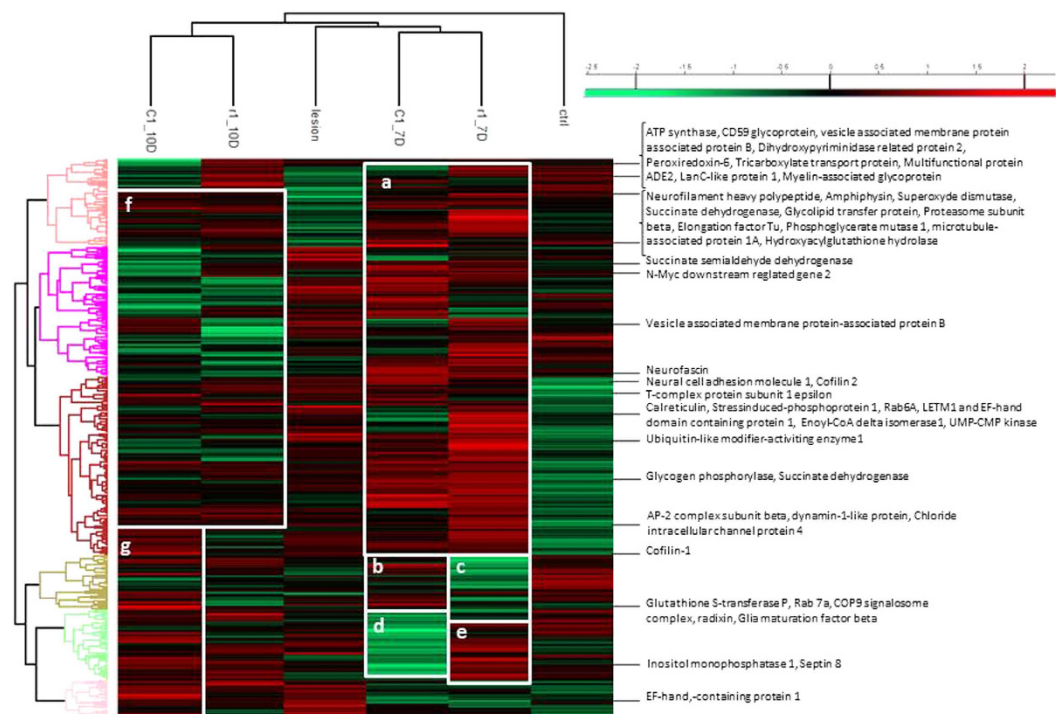 -2.5 -2 -1 -0.5 0 0.5 1 2
C1_10D
r1_10D
lesion
C1_7D
r1_7D
ctrl
a
f
g
b
c
d
e
ATP synthase, CD59 glycoprotein, vesicle associated membrane protein
associated protein B, Dihydroxypyriminidase related protein 2,
Peroxiredoxin-6, Tricarboxylate transport protein, Multifunctional protein
ADE2, LanC-like protein 1, Myelin-associated glycoprotein
Neurofilament heavy polypeptide, Amphiphysin, Superoxyde dismutase,
Succinate dehydrogenase, Glycolipid transfer protein, Proteasome subunit
beta, Elongation factor Tu, Phosphoglycerate mutase 1, microtubule-
associated protein 1A, Hydroxyacylglutathione hydrolase
Succinate semialdehyde dehydrogenase
N-Myc downstream reglated gene 2
Vesicle associated membrane protein-associated protein B
Neurofascin
Neural cell adhesion molecule 1, Cofilin 2
T-complex protein subunit 1 epsilon
Calreticulin, Stressinduced-phosphoprotein 1, Rab6A, LETM1 and EF-hand
domain containing protein 1, Enoyl-CoA delta isomerase1, UMP-CMP kinase
Ubiquitin-like modifier-activiting enzyme1
Glycogen phosphorylase, Succinate dehydrogenase
AP-2 complex subunit beta, dynamin-1-like protein, Chloride
intracellular channel protein 4
Cofilin-1
Glutathione S-transferase P, Rab 7a, COP9 signalosome
complex, radixin, Glia maturation factor beta
Inositol monophosphatase 1, Septin 8
EF-hand,-containing protein 1